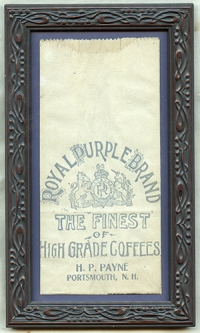 ROYAL PURPLE BRAND
THE FINEST
OF
HIGH GRADE COFFEES
H. P. PAYNE
PORTSMOUTH, N. H.